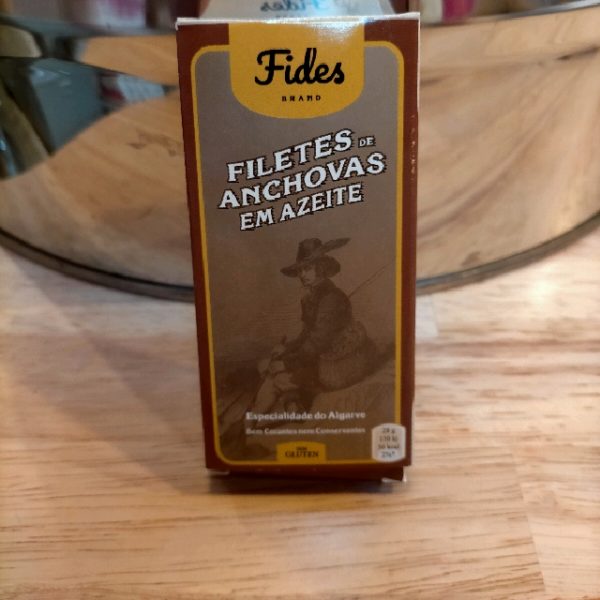 Fides
BRAND
FILETES DE
ANCHOVAS
EM AZEITE
Especialidade do Algarve
Sem Corantes nem Conservantes
GLUTEN